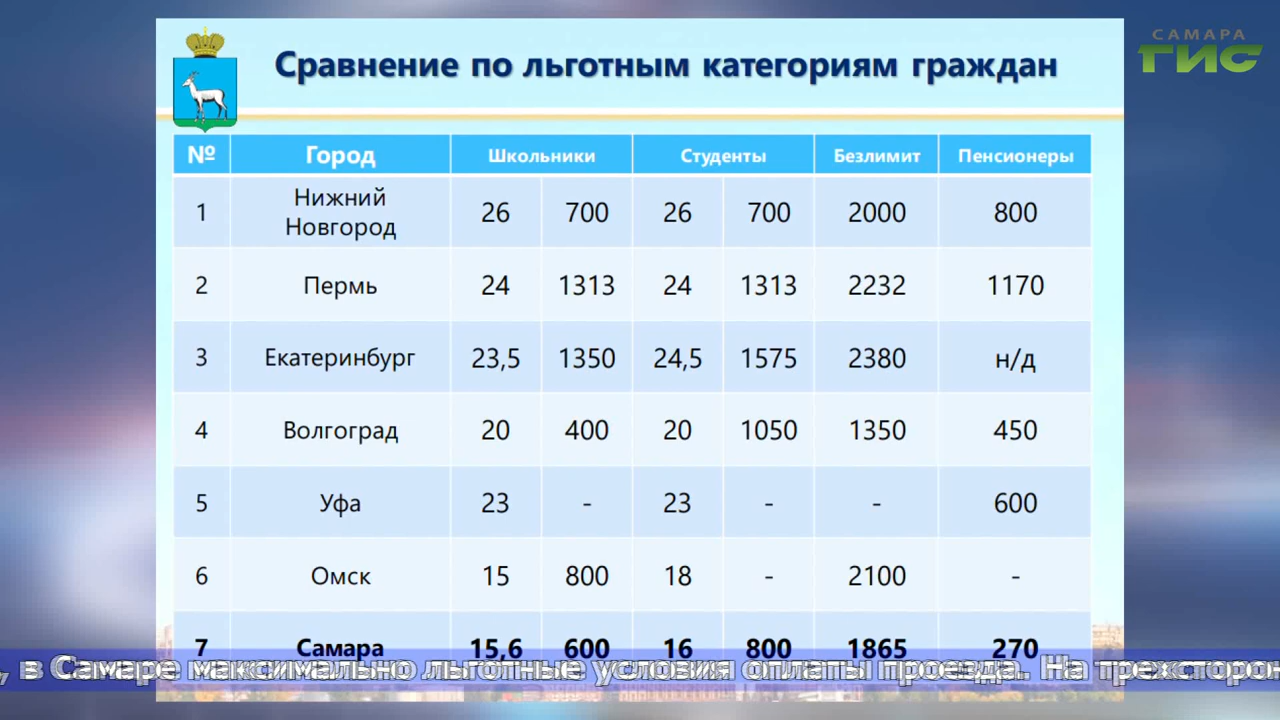 САМАРА
ГИС
Сравнение по льготным категориям граждан
№ Город Школьники Студенты Безлимит Пенсионеры
1 Нижний Новгород 26 700 26 700 2000 800
2 Пермь 24 1313 24 1313 2232 1170
3 Екатеринбург 23,5 1350 24,5 1575 2380 н/д
4 Волгоград 20 400 20 1050 1350 450
5 Уфа 23 - 23 - - 600
6 Омск 15 800 18 - 2100 -
7 Самара 15,6 600 16 800 1865 270
, в Самаре максимально льготные условия оплаты проезда. На трехсторон